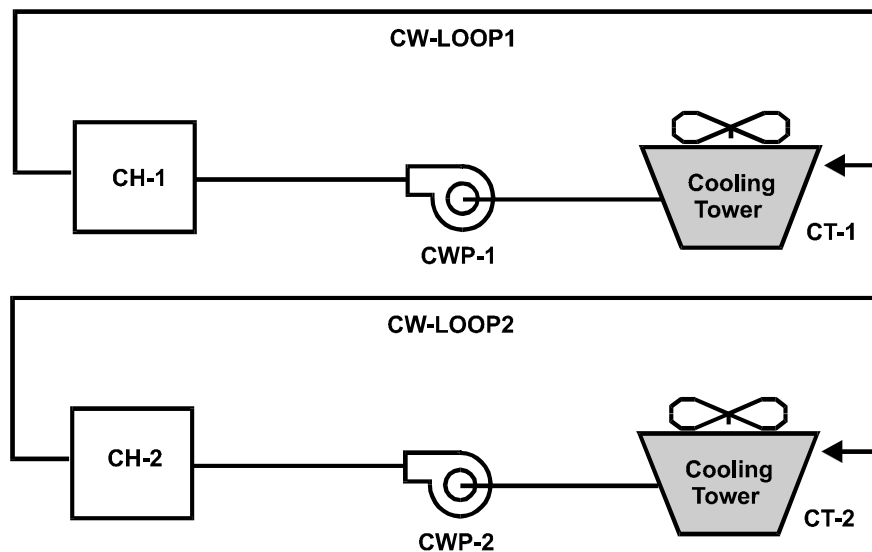 CW-LOOP1
CH-1
Cooling
Tower
CWP-1
CT-1
CW-LOOP2
CH-2
Cooling
Tower
CWP-2
CT-2